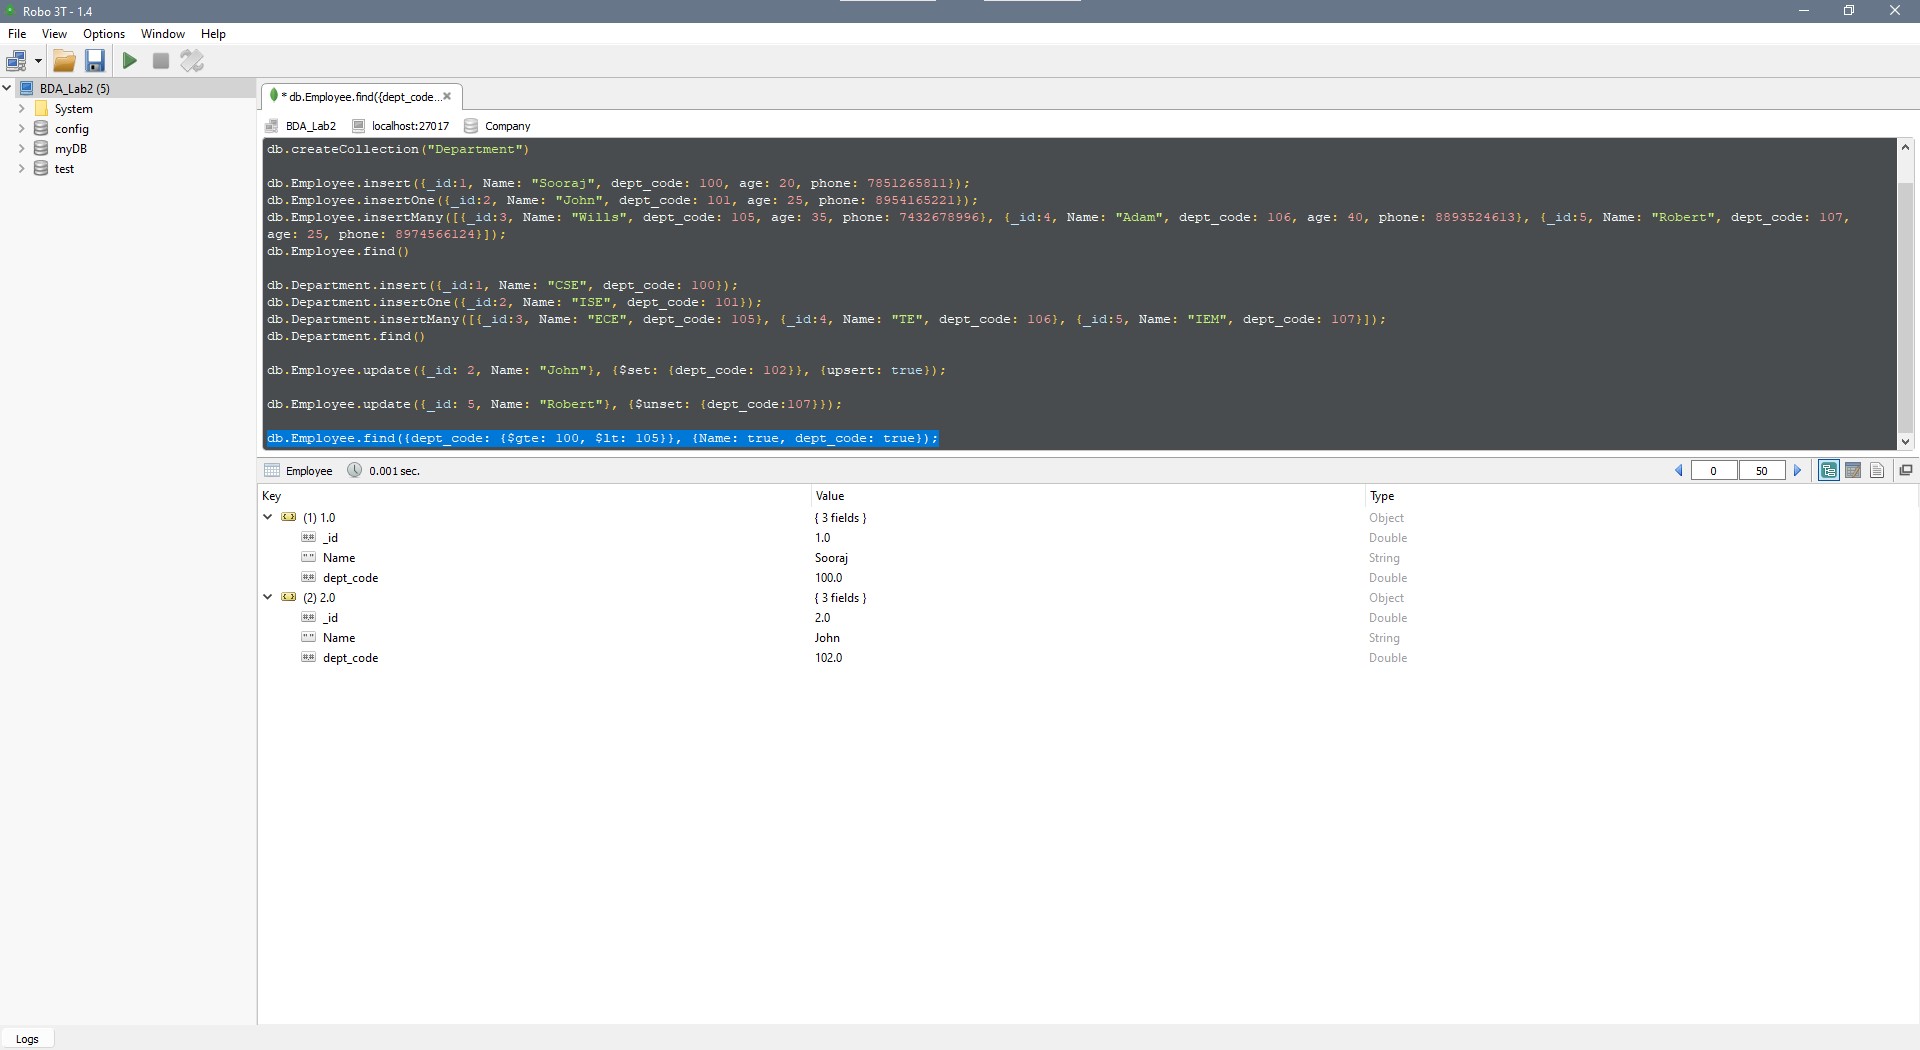 Robo 3T - 1.4
File View Options Window Help
BDA_Lab2 (5)
System
config
myDB
test
* db.Employee.find({dept_code...
BDA_Lab2 localhost:27017 Company
db.createCollection("Department")
db.Employee.insert({_id:1, Name: "Sooraj", dept_code: 100, age: 20, phone: 7851265811});
db.Employee.insertOne({_id:2, Name: "John", dept_code: 101, age: 25, phone: 8954165221});
db.Employee.insertMany([{_id:3, Name: "Wills", dept_code: 105, age: 35, phone: 7432678996}, {_id:4, Name: "Adam", dept_code: 106, age: 40, phone: 8893524613}, {_id:5, Name: "Robert", dept_code: 107,
age: 25, phone: 8974566124}]);
db.Employee.find()
db.Department.insert({_id:1, Name: "CSE", dept_code: 100});
db.Department.insertOne({_id:2, Name: "ISE", dept_code: 101});
db.Department.insertMany([{_id:3, Name: "ECE", dept_code: 105}, {_id:4, Name: "TE", dept_code: 106}, {_id:5, Name: "IEM", dept_code: 107}]);
db.Department.find()
db.Employee.update({_id: 2, Name: "John"}, {$set: {dept_code: 102}}, {upsert: true});
db.Employee.update({_id: 5, Name: "Robert"}, {$unset: {dept_code:107}});
db.Employee.find({dept_code: {$gte: 100, $lt: 105}}, {Name: true, dept_code: true});
Employee 0.001 sec. 0 50
Key Value Type
(1) 1.0 { 3 fields } Object
_id 1.0 Double
Name Sooraj String
dept_code 100.0 Double
(2) 2.0 { 3 fields } Object
_id 2.0 Double
Name John String
dept_code 102.0 Double
Logs